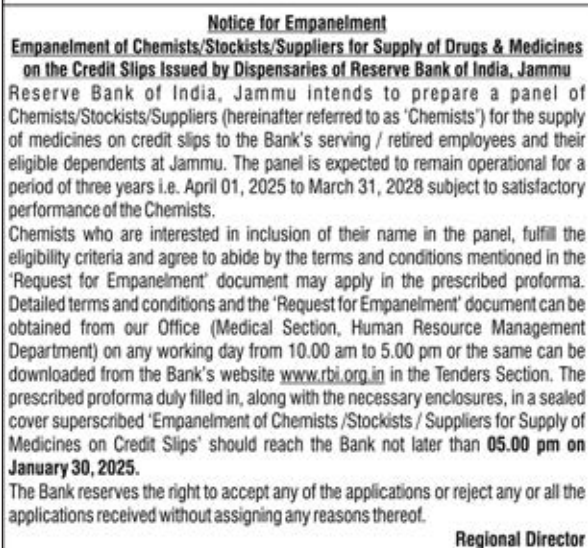 Notice for Empanelment
Empanelment of Chemists/Stockists/Suppliers for Supply of Drugs & Medicines
on the Credit Slips Issued by Dispensaries of Reserve Bank of India, Jammu
Reserve Bank of India, Jammu intends to prepare a panel of
Chemists/Stockists/Suppliers (hereinafter referred to as 'Chemists') for the supply
of medicines on credit slips to the Bank's serving / retired employees and their
eligible dependents at Jammu. The panel is expected to remain operational for a
period of three years i.e. April 01, 2025 to March 31, 2028 subject to satisfactory
performance of the Chemists.
Chemists who are interested in inclusion of their name in the panel, fulfill the
eligibility criteria and agree to abide by the terms and conditions mentioned in the
'Request for Empanelment' document may apply in the prescribed proforma.
Detailed terms and conditions and the 'Request for Empanelment' document can be
obtained from our Office (Medical Section, Human Resource Management
Department) on any working day from 10.00 am to 5.00 pm or the same can be
downloaded from the Bank's website www.rbi.org.in in the Tenders Section. The
prescribed proforma duly filled in, along with the necessary enclosures, in a sealed
cover superscribed 'Empanelment of Chemists /Stockists / Suppliers for Supply of
Medicines on Credit Slips' should reach the Bank not later than 05.00 pm on
January 30, 2025.
The Bank reserves the right to accept any of the applications or reject any or all the
applications received without assigning any reasons thereof.
Regional Director